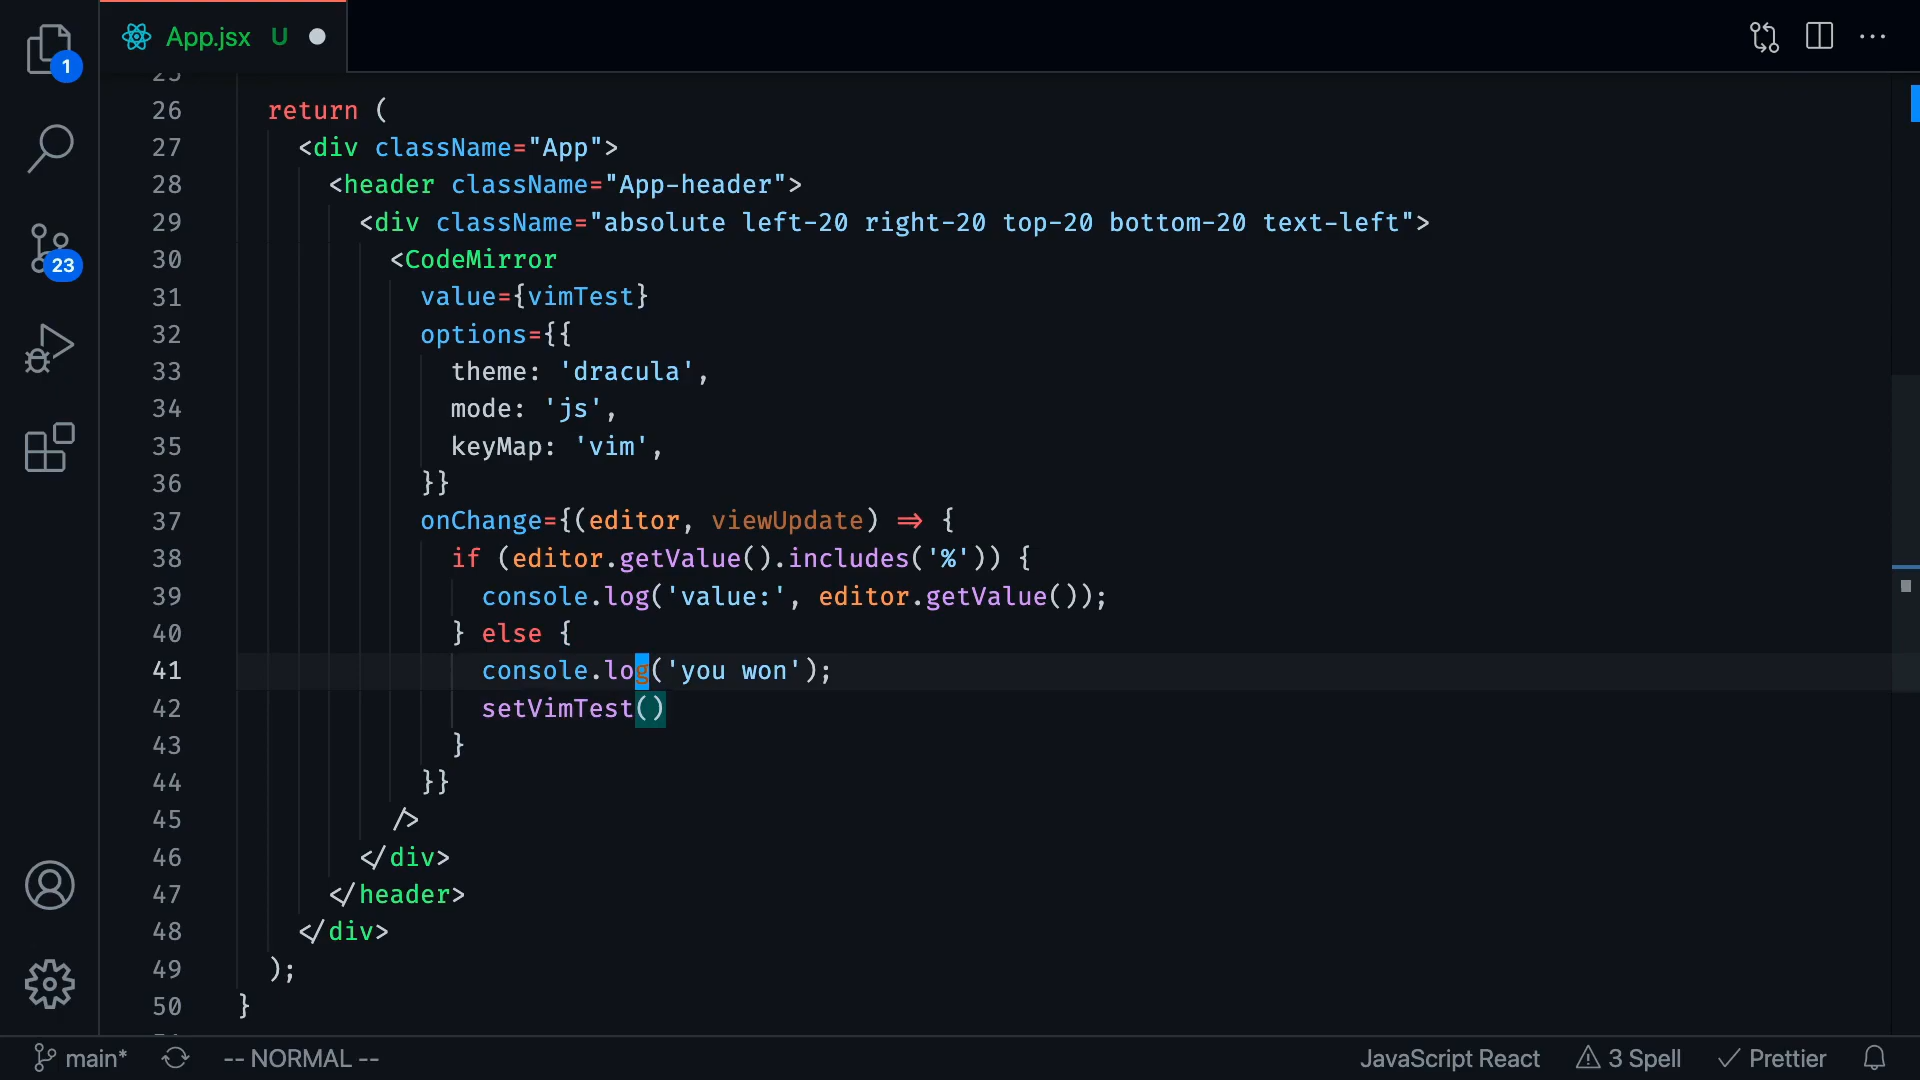 App.jsx U
1
25
26 return (
27 <div className="App">
28 <header className="App-header">
29 <div className="absolute left-20 right-20 top-20 bottom-20 text-left">
30 <CodeMirror
31 value={vimTest}
32 options={{
33 theme: 'dracula',
34 mode: 'js',
35 keyMap: 'vim',
36 }}
37 onChange={(editor, viewUpdate) => {
38 if (editor.getValue().includes('%')) {
39 console.log('value:', editor.getValue());
40 } else {
41 console.log('you won');
42 setVimTest()
43 }
44 }}
45 />
46 </div>
47 </header>
48 </div>
49 );
50 }
23
main* -- NORMAL -- JavaScript React 3 Spell Prettier